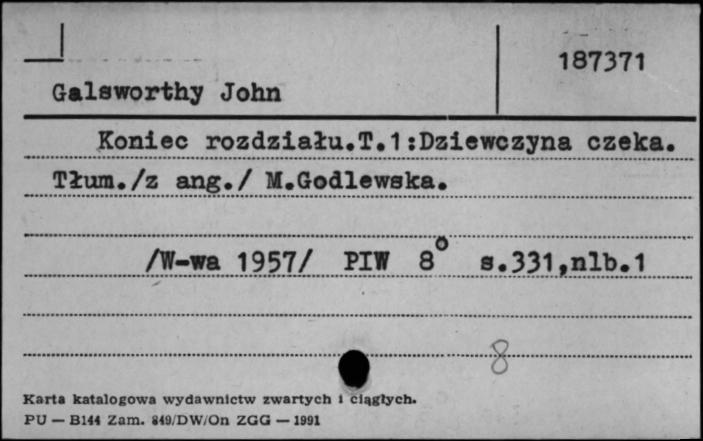 187371
Galsworthy John
Koniec rozdziału.T.1:Dziewczyna czeka.
Tłum./z ang./ M.Godlewska.
/W-wa 1957/ PIW 8° s.331,nlb.1
8
Karta katalogowa wydawnictw zwartych i ciągłych.
PU — B144 Zam. 849/DW/On ZGG — 1991